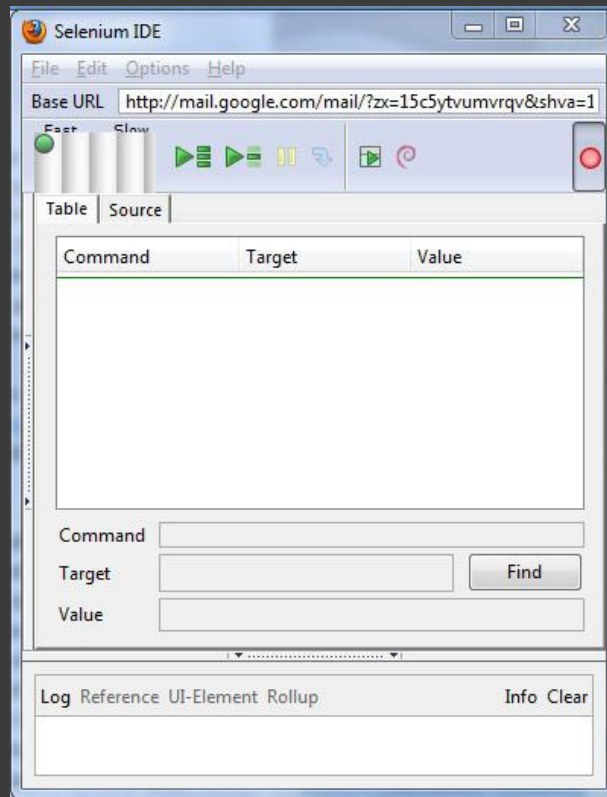 Selenium IDE
File Edit Options Help
Base URL http://mail.google.com/mail/?zx=15c5ytvumvrqv&shva=1
Fast Slow
Table Source
Command Target Value
Command
Target Find
Value
Log Reference UI-Element Rollup Info Clear